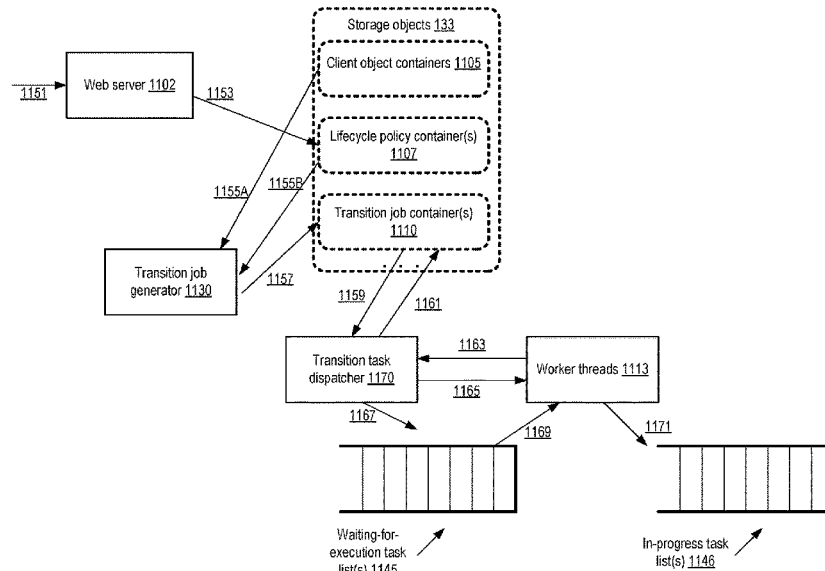 Storage objects 133
Client object containers 1105
Web server 1102
1151
1153
Lifecycle policy container(s)
1107
1155A
1155B
Transition job container(s)
1110
. . .
Transition job
generator 1130
1157
1159
1161
Transition task
dispatcher 1170
1163
1165
Worker threads 1113
1167
1169
1171
Waiting-for-
execution task
list(s) 1145
In-progress task
list(s) 1146